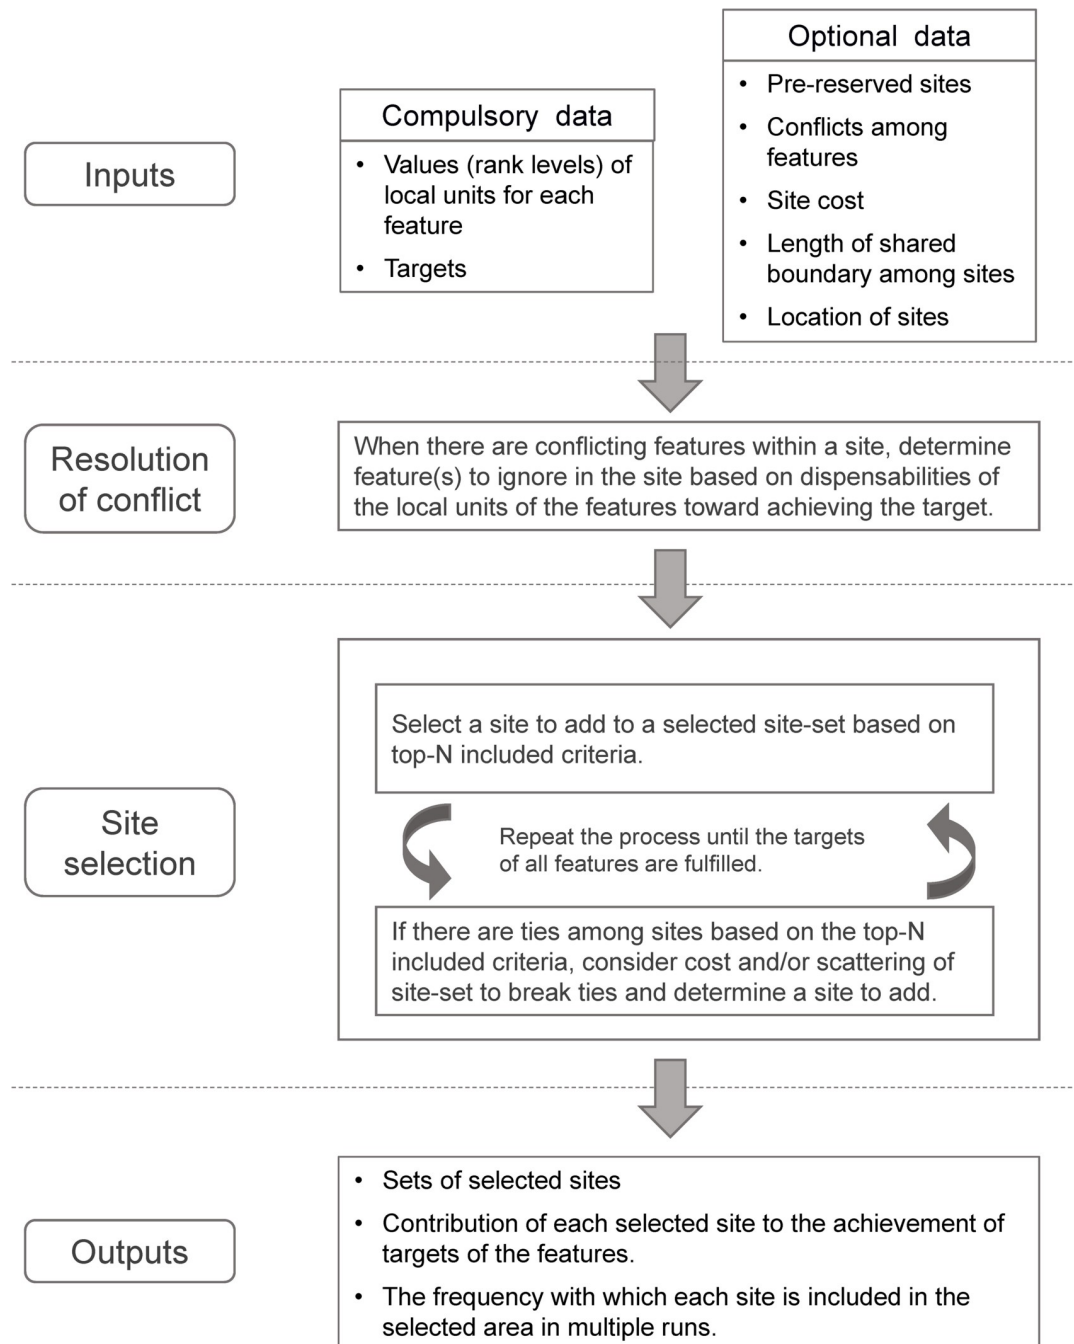 Optional data
• Pre-reserved sites
• Conflicts among
features
• Site cost
• Length of shared
boundary among sites
• Location of sites
Compulsory data
• Values (rank levels) of
local units for each
feature
• Targets
Inputs
Resolution
of conflict
When there are conflicting features within a site, determine
feature(s) to ignore in the site based on dispensabilities of
the local units of the features toward achieving the target.
Site
selection
Select a site to add to a selected site-set based on
top-N included criteria.
Repeat the process until the targets
of all features are fulfilled.
If there are ties among sites based on the top-N
included criteria, consider cost and/or scattering of
site-set to break ties and determine a site to add.
Outputs
• Sets of selected sites
• Contribution of each selected site to the achievement of
targets of the features.
• The frequency with which each site is included in the
selected area in multiple runs.